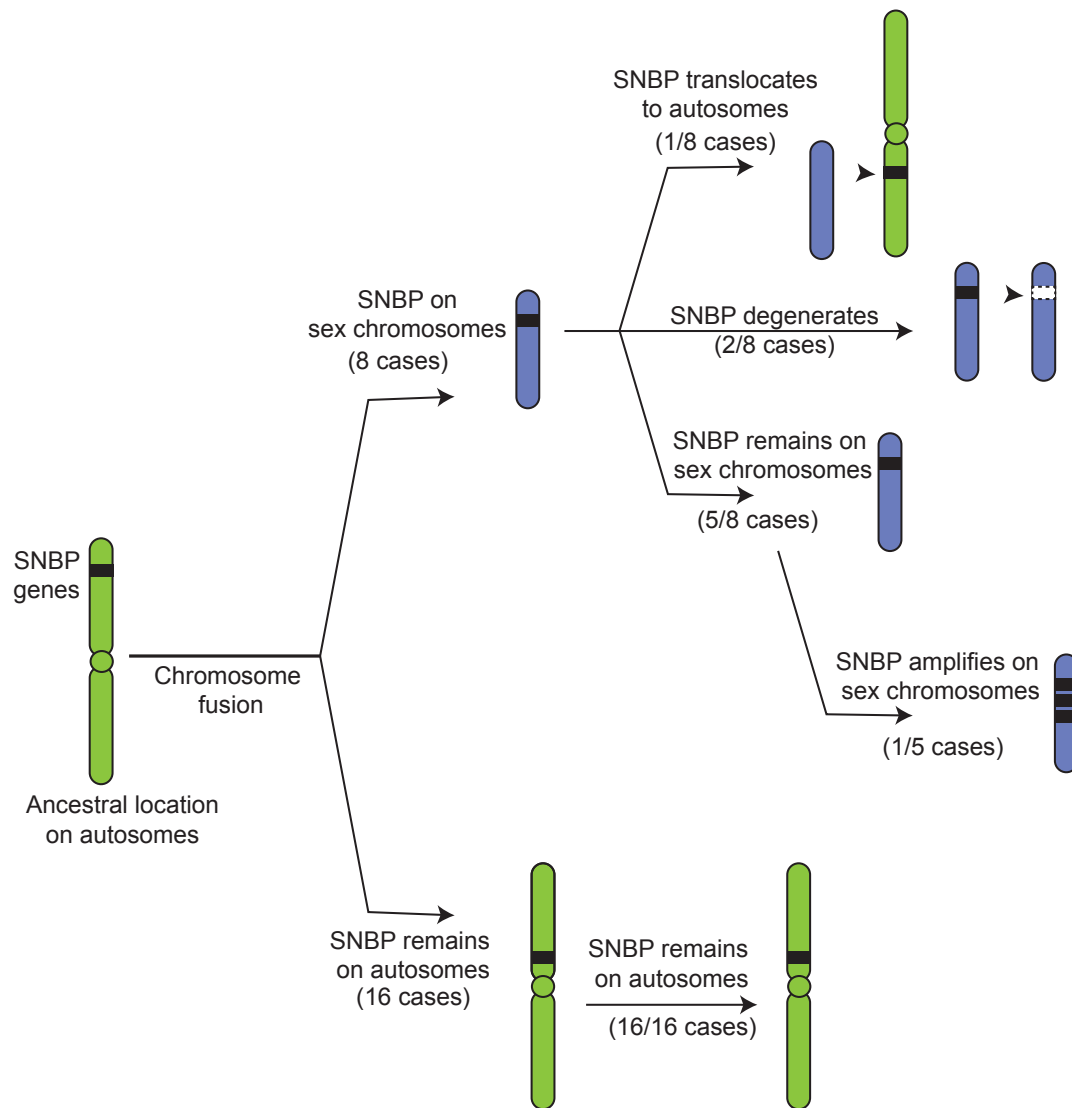 SNBP translocates
to autosomes
(1/8 cases)
SNBP on
sex chromosomes
(8 cases)
SNBP degenerates
(2/8 cases)
SNBP remains on
sex chromosomes
(5/8 cases)
SNBP
genes
Chromosome
fusion
SNBP amplifies on
sex chromosomes
(1/5 cases)
Ancestral location
on autosomes
SNBP remains
on autosomes
(16 cases)
SNBP remains
on autosomes
(16/16 cases)